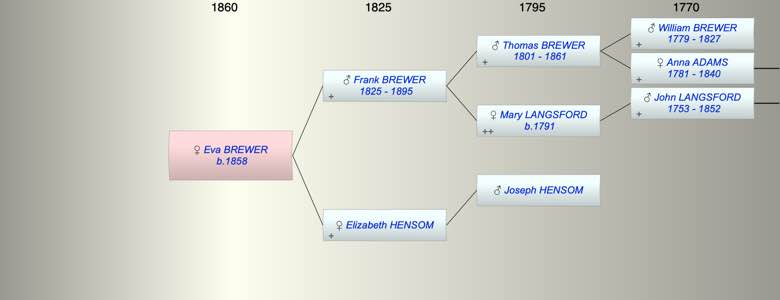 1860 1825 1795 1770
♂ William BREWER
1779 - 1827
+
♂ Thomas BREWER
1801 - 1861
+
♀ Anna ADAMS
1781 - 1840
+
♂ Frank BREWER
1825 - 1895
+
♂ John LANGSFORD
1753 - 1852
+
♀ Mary LANGSFORD
b.1791
++
♀ Eva BREWER
b.1858
♂ Joseph HENSOM
♀ Elizabeth HENSOM
+